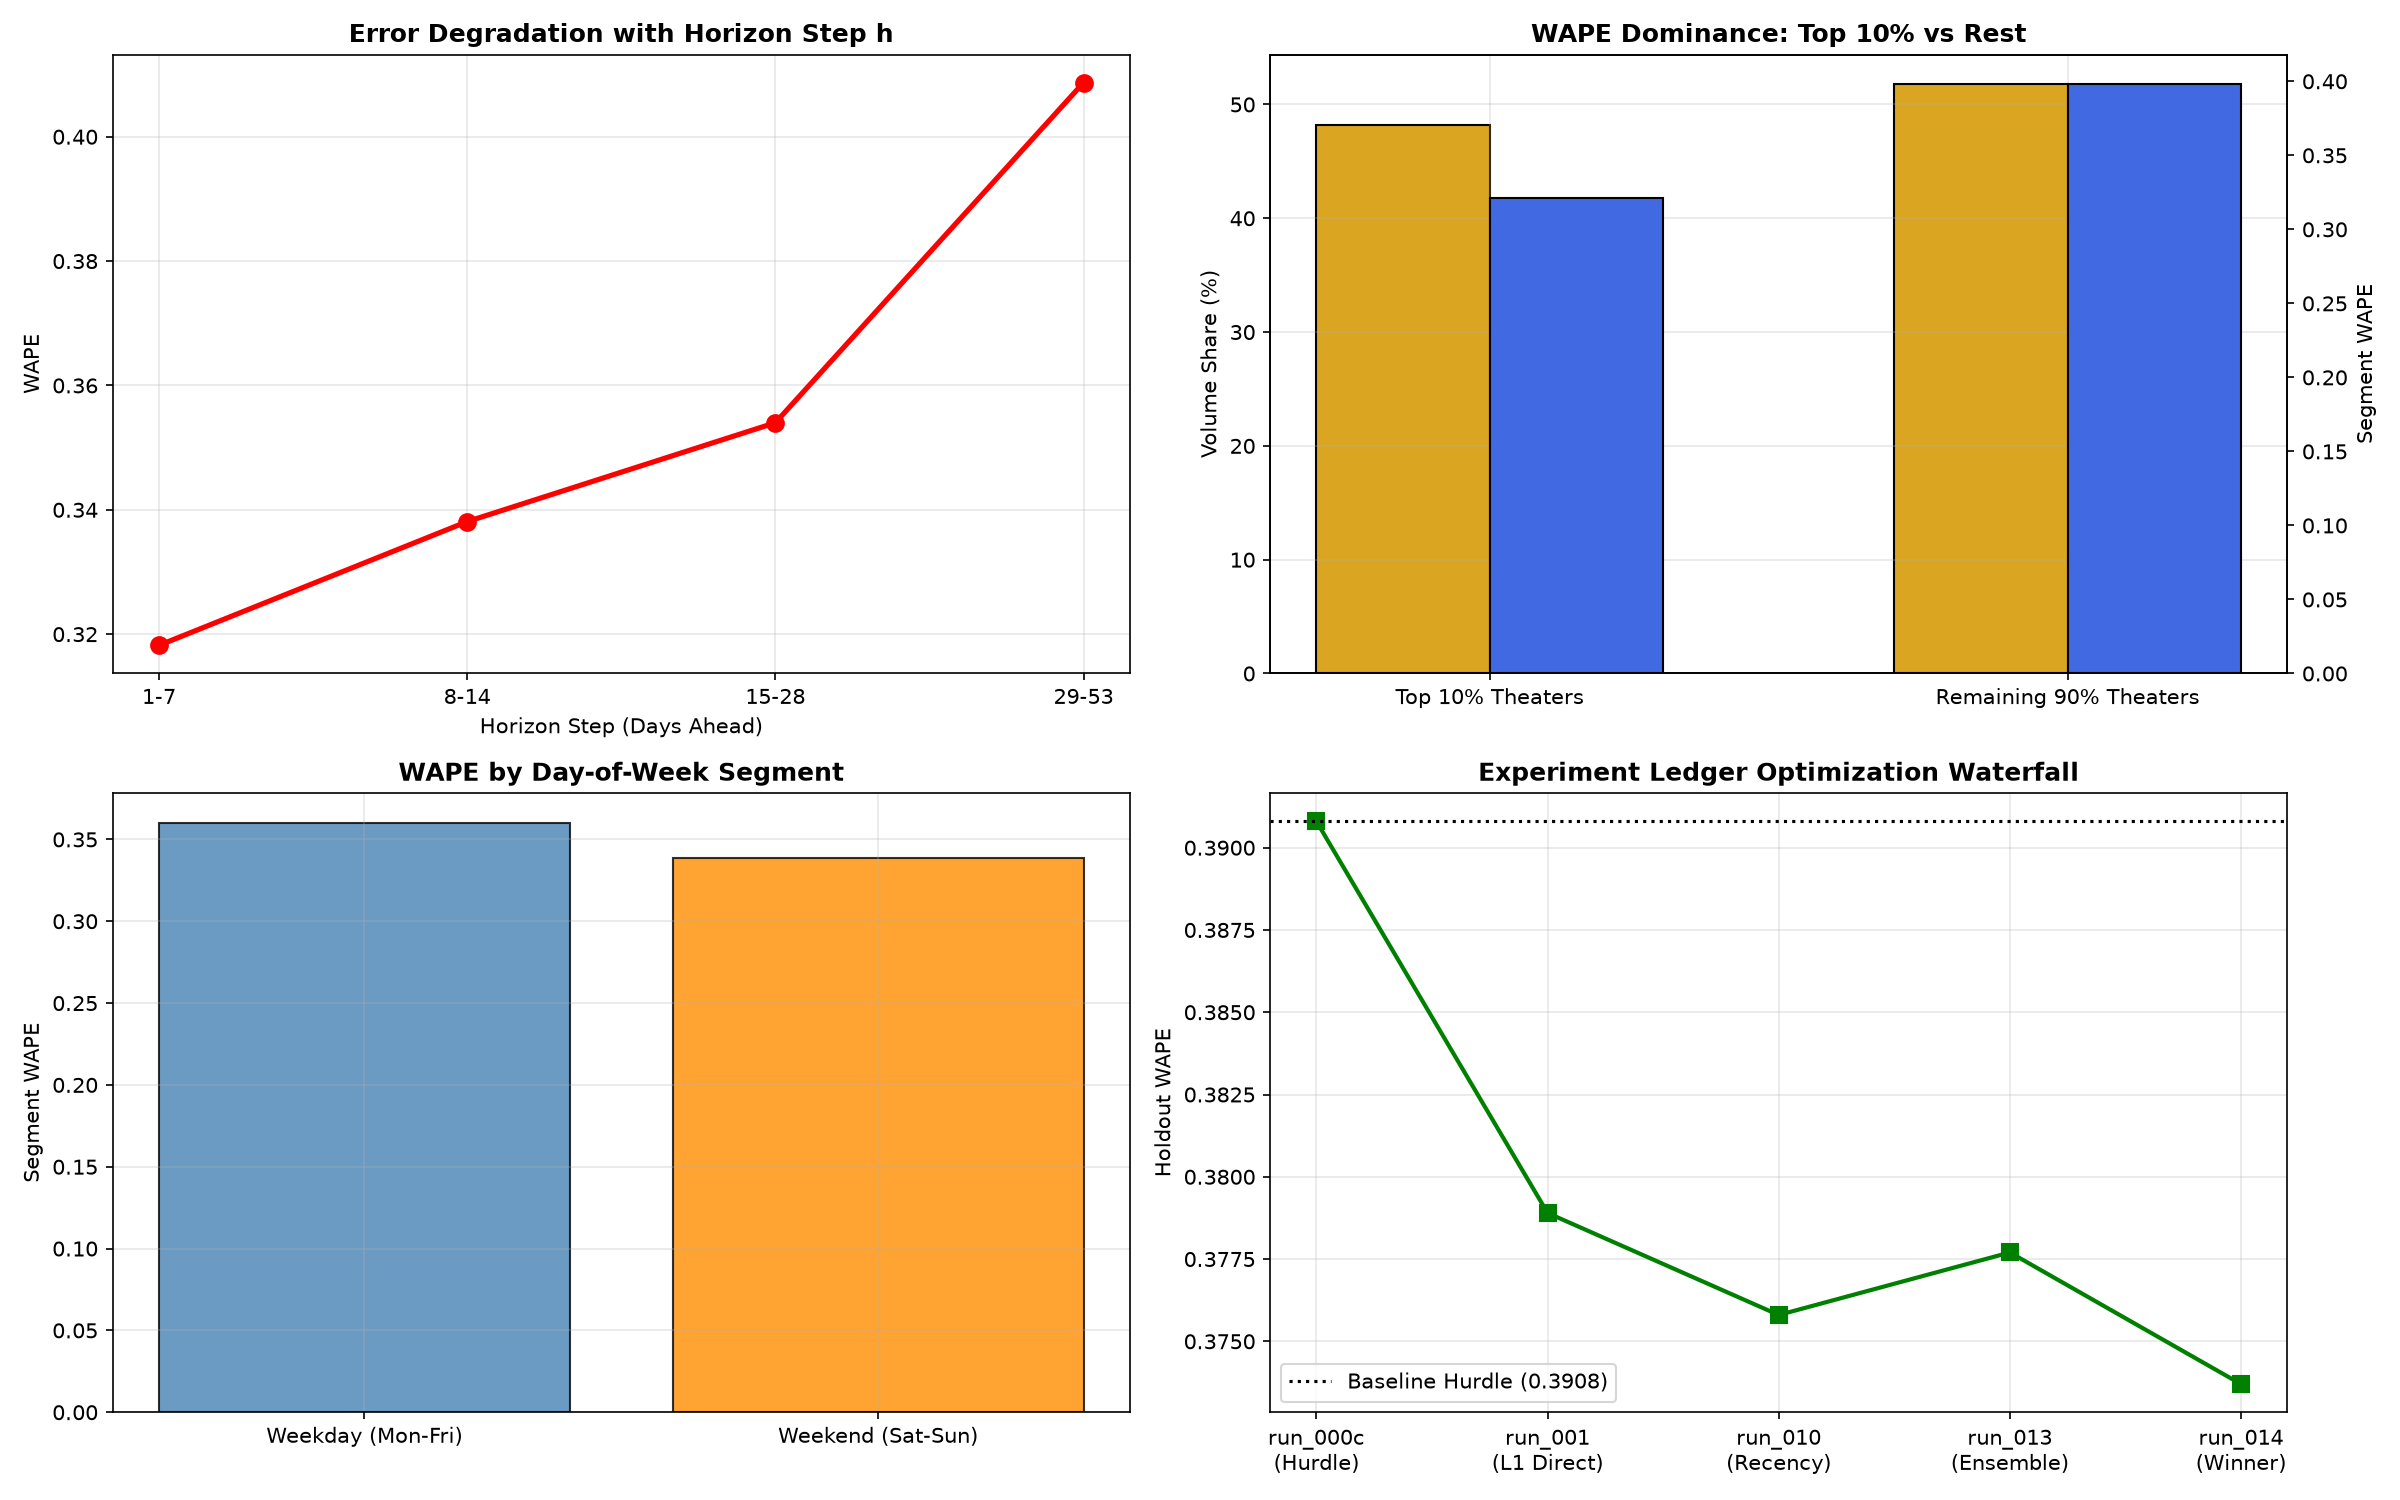 Error Degradation with Horizon Step h
WAPE
0.40
0.38
0.36
0.34
0.32
1-7
8-14
15-28
29-53
Horizon Step (Days Ahead)
WAPE Dominance: Top 10% vs Rest
Volume Share (%)
50
40
30
20
10
0
Segment WAPE
0.40
0.35
0.30
0.25
0.20
0.15
0.10
0.05
0.00
Top 10% Theaters
Remaining 90% Theaters
WAPE by Day-of-Week Segment
Segment WAPE
0.35
0.30
0.25
0.20
0.15
0.10
0.05
0.00
Weekday (Mon-Fri)
Weekend (Sat-Sun)
Experiment Ledger Optimization Waterfall
Holdout WAPE
0.3900
0.3875
0.3850
0.3825
0.3800
0.3775
0.3750
Baseline Hurdle (0.3908)
run_000c
(Hurdle)
run_001
(L1 Direct)
run_010
(Recency)
run_013
(Ensemble)
run_014
(Winner)